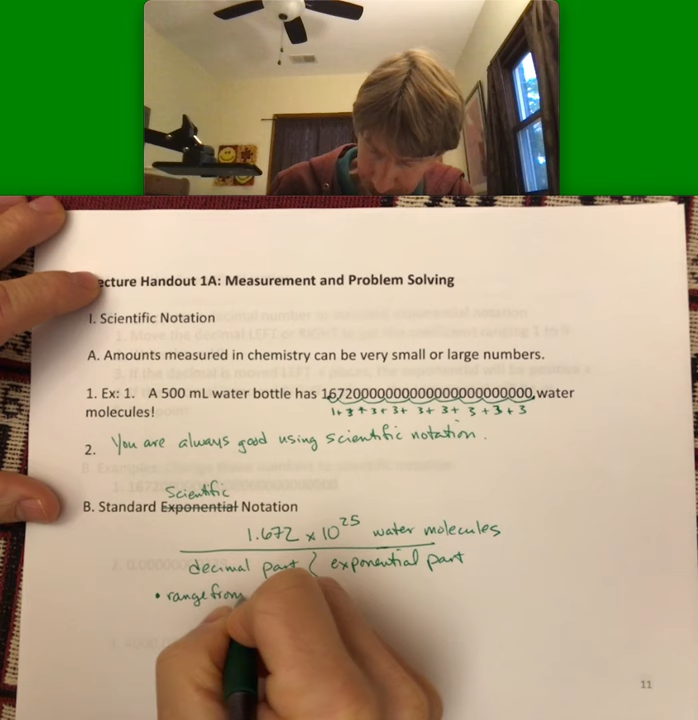 ecture Handout 1A: Measurement and Problem Solving
I. Scientific Notation
A. Amounts measured in chemistry can be very small or large numbers.
1. Ex: 1. A 500 mL water bottle has 16720000000000000000000000, water
molecules!
1+3+3+3+3+3+3+3+3
2. You are always good using scientific notation.
Scientific
B. Standard Exponential Notation
1.672 x 10^25 water molecules
decimal part { exponential part
• range from
11